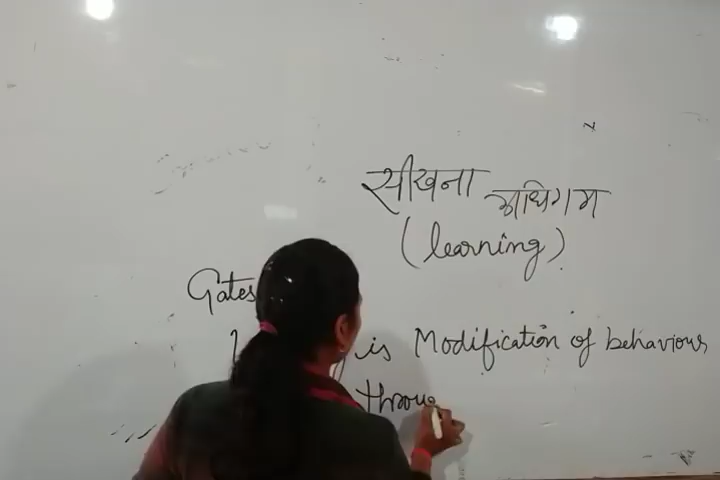 सीखना अधिगम
(learning)
Gates
is Modification of behaviour
throu